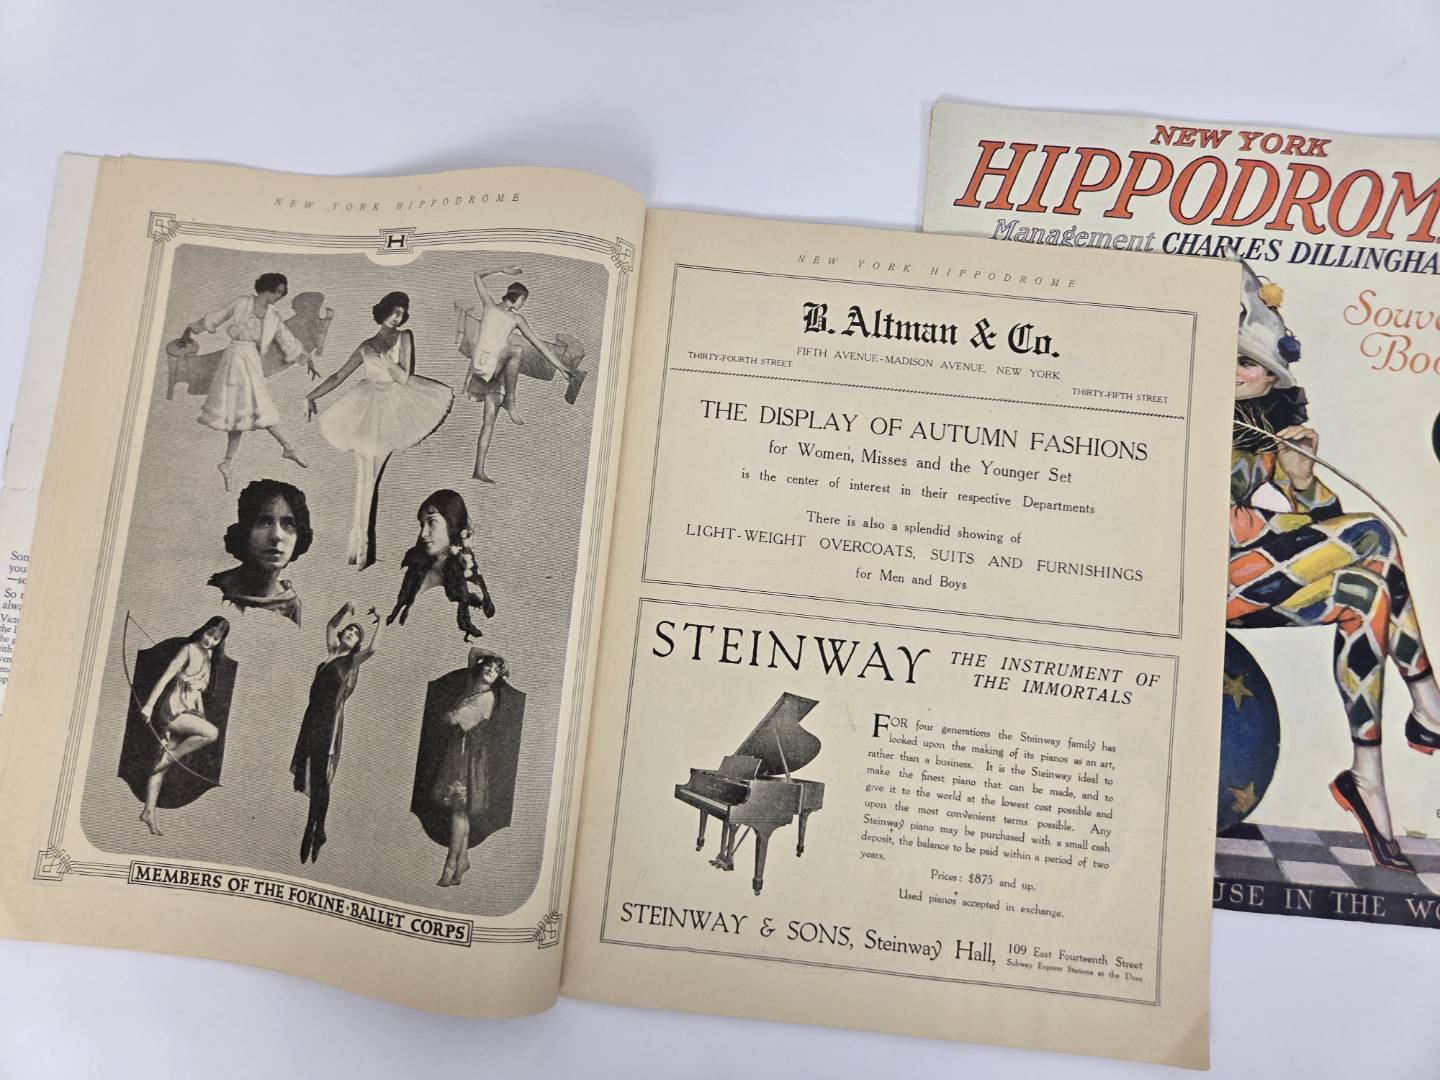 NEW YORK HIPPODROME
H
MEMBERS OF THE FOKINE·BALLET CORPS
NEW YORK HIPPODROME
B. Altman & Co.
THIRTY-FOURTH STREET
FIFTH AVENUE-MADISON AVENUE, NEW YORK
THIRTY-FIFTH STREET
THE DISPLAY OF AUTUMN FASHIONS
for Women, Misses and the Younger Set
is the center of interest in their respective Departments
There is also a splendid showing of
LIGHT-WEIGHT OVERCOATS, SUITS AND FURNISHINGS
for Men and Boys
STEINWAY
THE INSTRUMENT OF
THE IMMORTALS
FOR four generations the Steinway family has
looked upon the making of its pianos as an art,
rather than a business. It is the Steinway ideal to
make the finest piano that can be made, and to
give it to the world at the lowest cost possible and
upon the most convenient terms possible. Any
Steinway piano may be purchased with a small cash
deposit, the balance to be paid within a period of two
years.
Prices: $875 and up.
Used pianos accepted in exchange.
STEINWAY & SONS, Steinway Hall,
109 East Fourteenth Street
Subway Express Stations at the Door
NEW YORK
HIPPODROM
Management CHARLES DILLINGHA
Souve
Boo
USE IN THE WO
Som
your
So
alwa
Victo
the